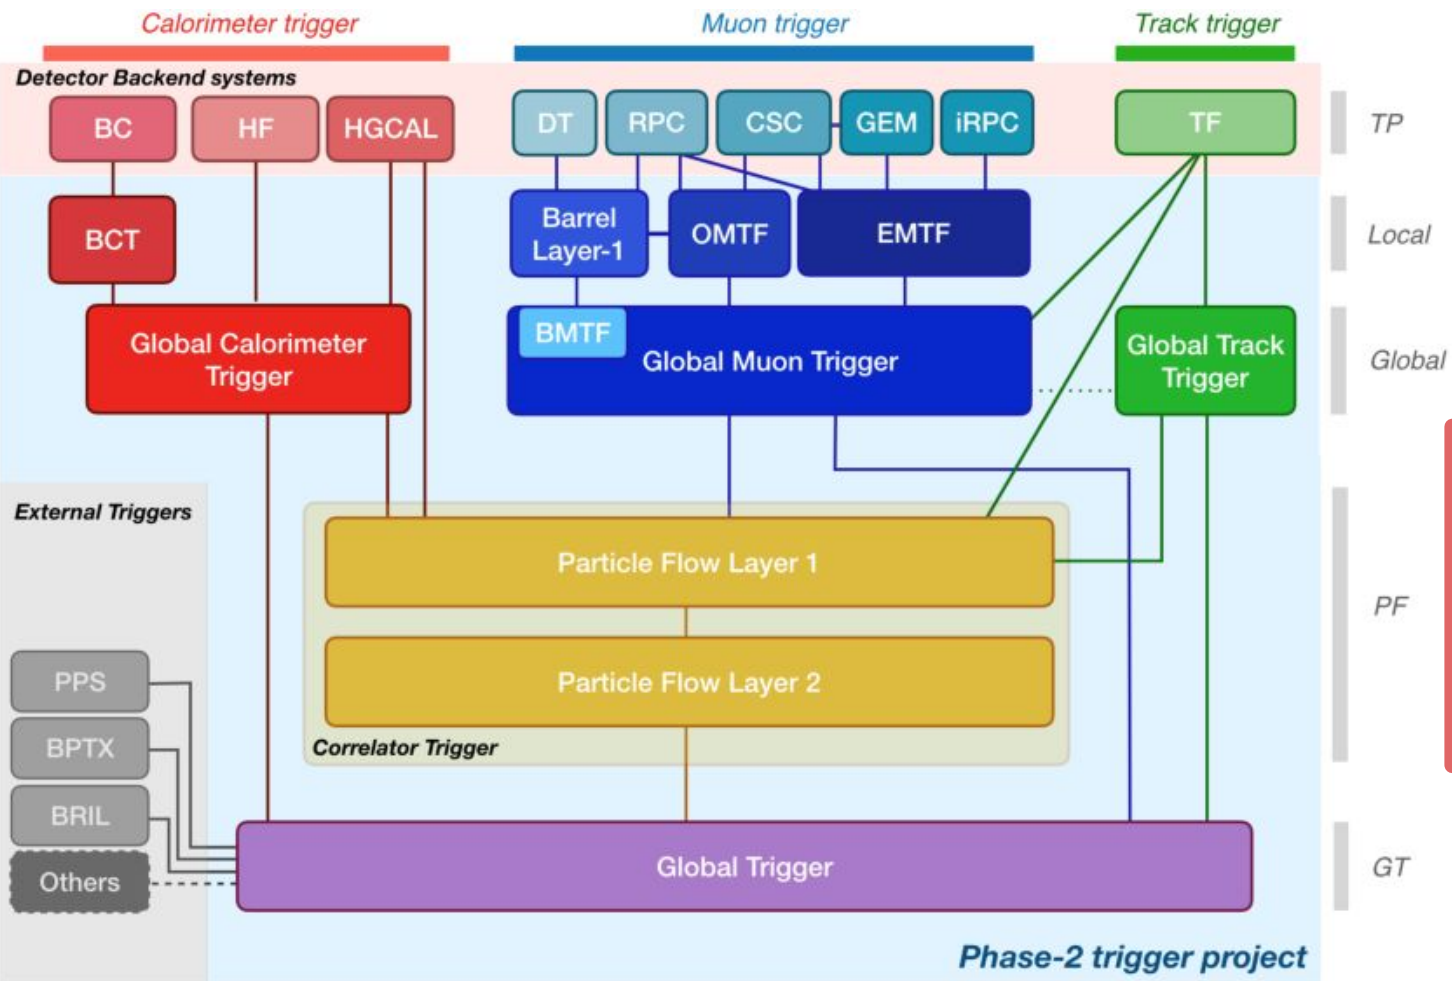 Calorimeter trigger
Muon trigger
Track trigger
Detector Backend systems
BC
HF
HGCAL
DT
RPC
CSC
GEM
iRPC
TF
TP
BCT
Barrel
Layer-1
OMTF
EMTF
Local
Global Calorimeter
Trigger
BMTF
Global Muon Trigger
Global Track
Trigger
Global
External Triggers
Particle Flow Layer 1
PF
Particle Flow Layer 2
Correlator Trigger
PPS
BPTX
BRIL
Others
Global Trigger
GT
Phase-2 trigger project